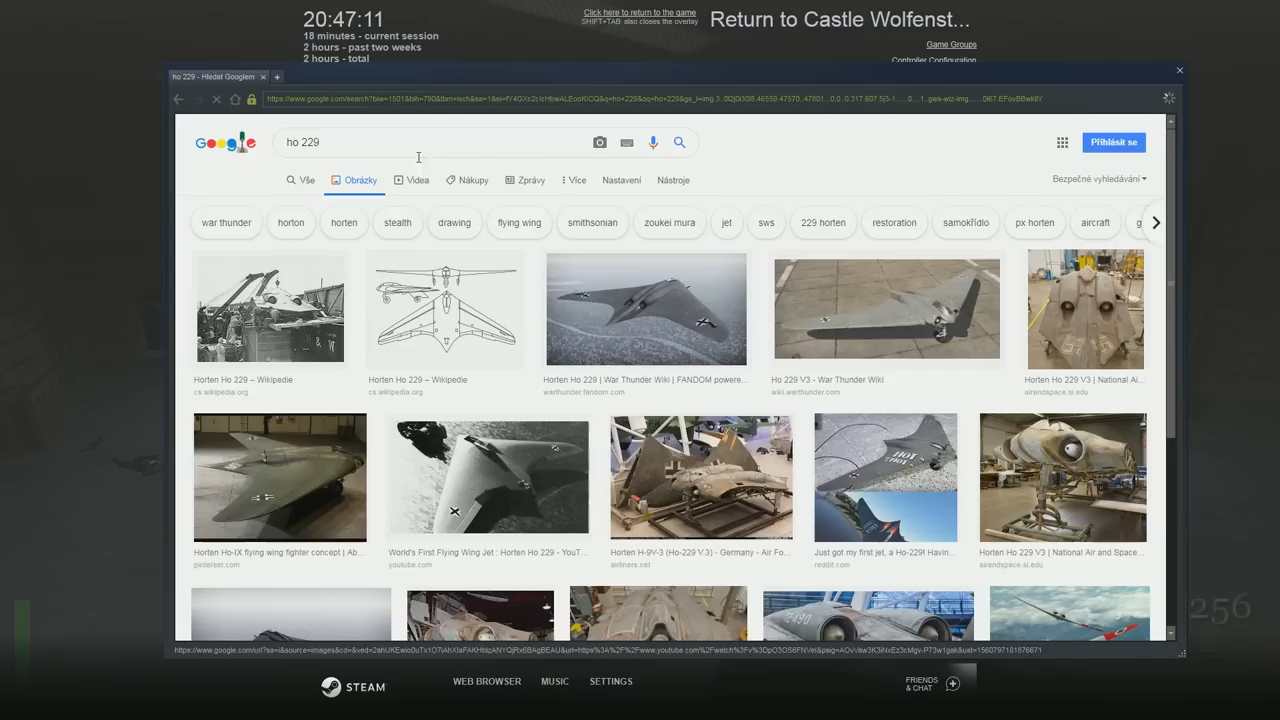 20:47:11
18 minutes - current session
2 hours - past two weeks
2 hours - total
Click here to return to the game
SHIFT+TAB also closes the overlay
Return to Castle Wolfenst...
Game Groups
Controller Configuration
ho 229 - Hledat Googlem
ho 229
Přihlásit se
Vše
Obrázky
Videa
Nákupy
Zprávy
Více
Nastavení
Nástroje
Bezpečné vyhledávání
war thunder
horton
horten
stealth
drawing
flying wing
smithsonian
zoukei mura
jet
sws
229 horten
restoration
samokřídlo
px horten
aircraft
g
Horten Ho 229 – Wikipedie
cs.wikipedia.org
Horten Ho 229 – Wikipedie
cs.wikipedia.org
Horten Ho 229 | War Thunder Wiki | FANDOM powere...
warthunder.fandom.com
Ho 229 V3 - War Thunder Wiki
wiki.warthunder.com
Horten Ho 229 V3 | National Ai...
airandspace.si.edu
Horten Ho-IX flying wing fighter concept | Ab...
pinterest.com
World's First Flying Wing Jet : Horten Ho 229 - YouT...
youtube.com
Horten H-9V-3 (Ho-229 V.3) - Germany - Air Fo...
airliners.net
Just got my first jet, a Ho-229! Havin...
reddit.com
Horten Ho 229 V3 | National Air and Space...
airandspace.si.edu
256
STEAM
WEB BROWSER
MUSIC
SETTINGS
FRIENDS
& CHAT